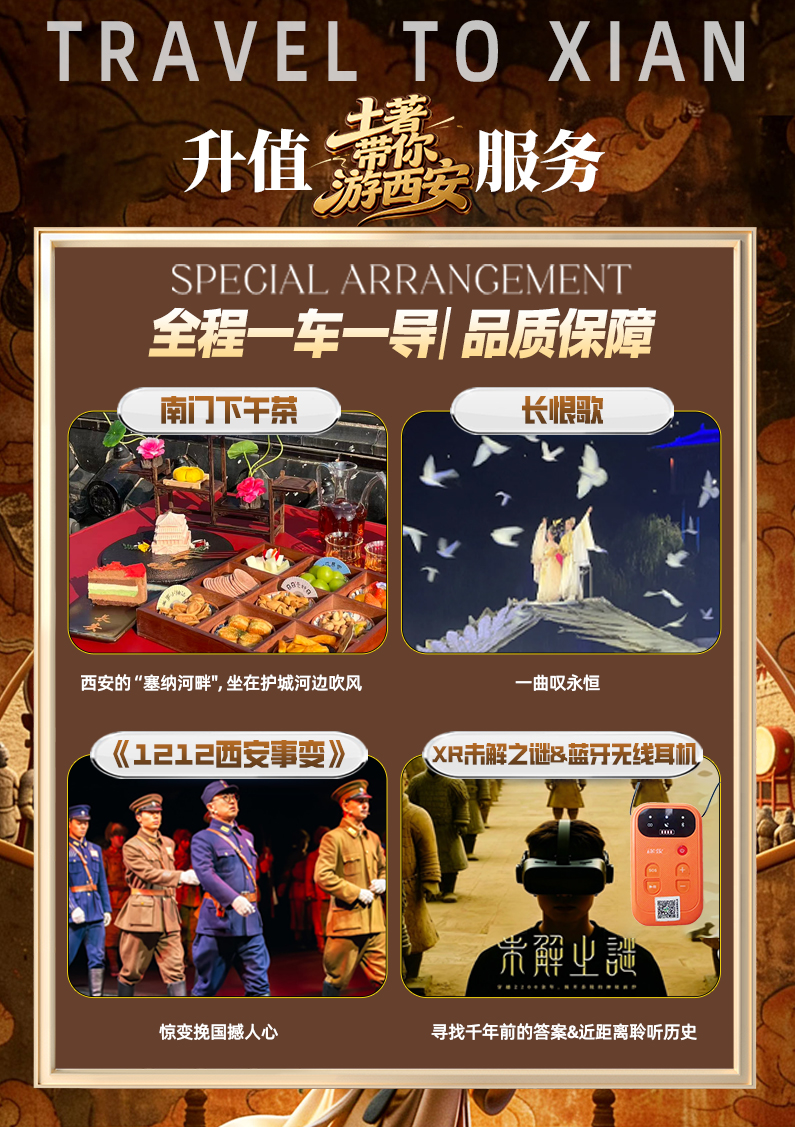 TRAVEL TO XIAN
升值 土著带你游西安 服务
SPECIAL ARRANGEMENT
全程一车一导| 品质保障
南门下午茶
长恨歌
西安的“塞纳河畔", 坐在护城河边吹风
一曲叹永恒
《1212西安事变》
XR未解之谜&蓝牙无线耳机
未解之謎
惊变挽国撼人心
寻找千年前的答案&近距离聆听历史